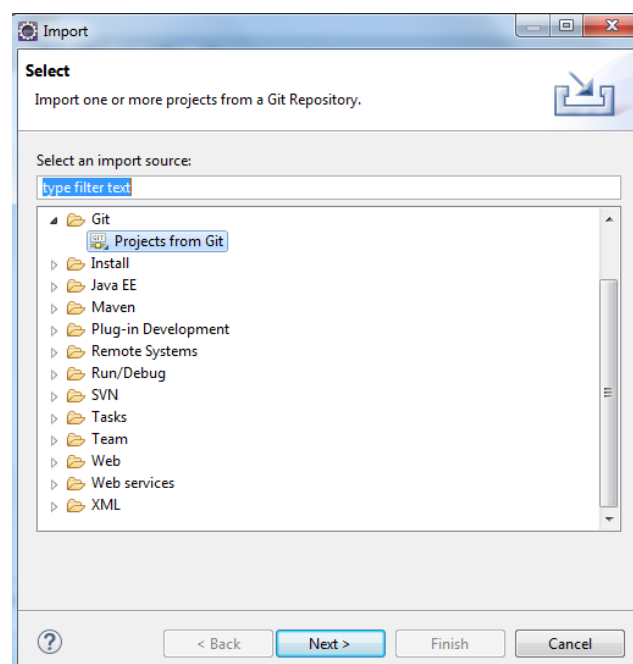 Import
Select
Import one or more projects from a Git Repository.
Select an import source:
type filter text
Git
GIT
Projects from Git
Install
Java EE
Maven
Plug-in Development
Remote Systems
Run/Debug
SVN
Tasks
Team
Web
Web services
XML
?
< Back
Next >
Finish
Cancel